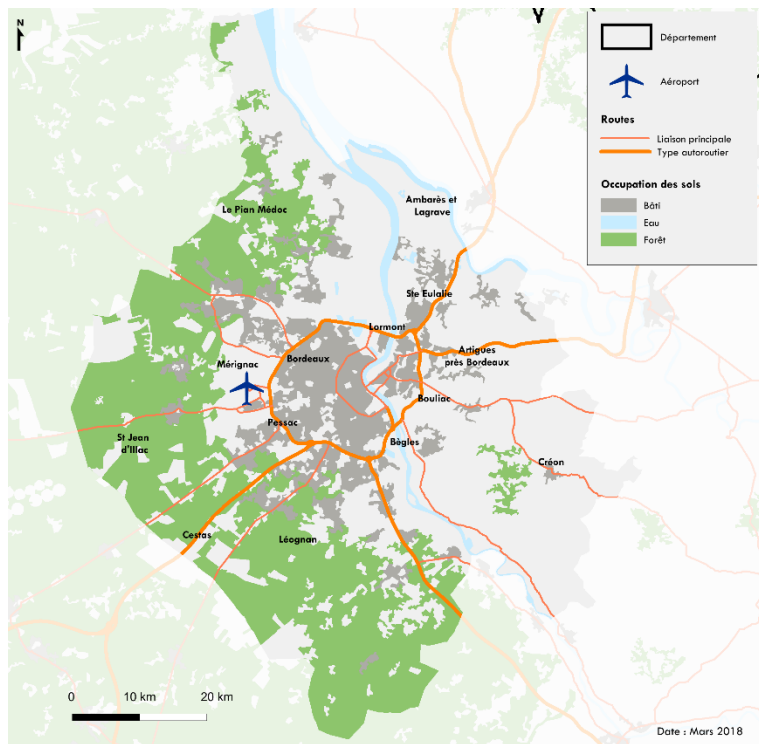 N
Département
Aéroport
Routes
Liaison principale
Type autoroutier
Occupation des sols
Bâti
Eau
Forêt
Ambarès et
Lagrave
Le Pian Médoc
Ste Eulalie
Lormont
Artigues
près Bordeaux
Bordeaux
Mérignac
Bouliac
Pessac
St Jean
d'Illac
Bègles
Créon
Cestas
Léognan
0 10 km 20 km
Date : Mars 2018